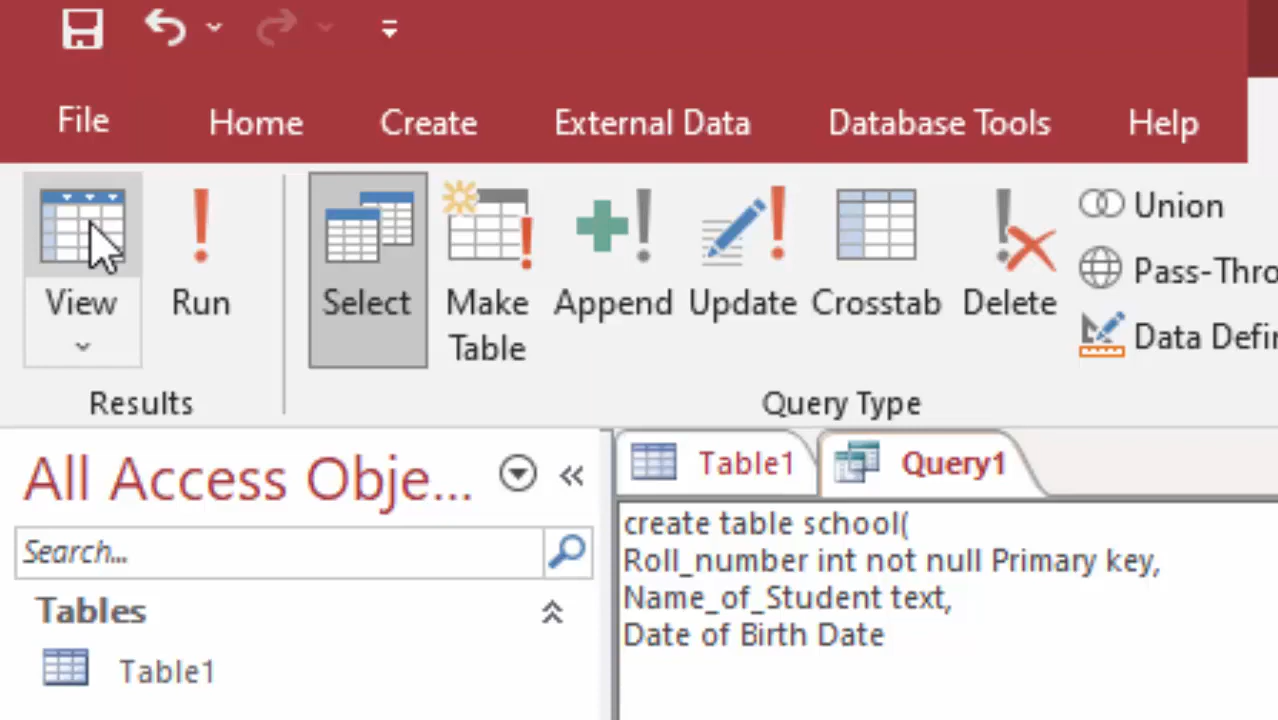 File Home Create External Data Database Tools Help
View Run Select Make Table Append Update Crosstab Delete
Union
Pass-Thro
Data Defin
Results Query Type
All Access Obje...
Table1 Query1
Search...
Tables
Table1
create table school(
Roll_number int not null Primary key,
Name_of_Student text,
Date of Birth Date